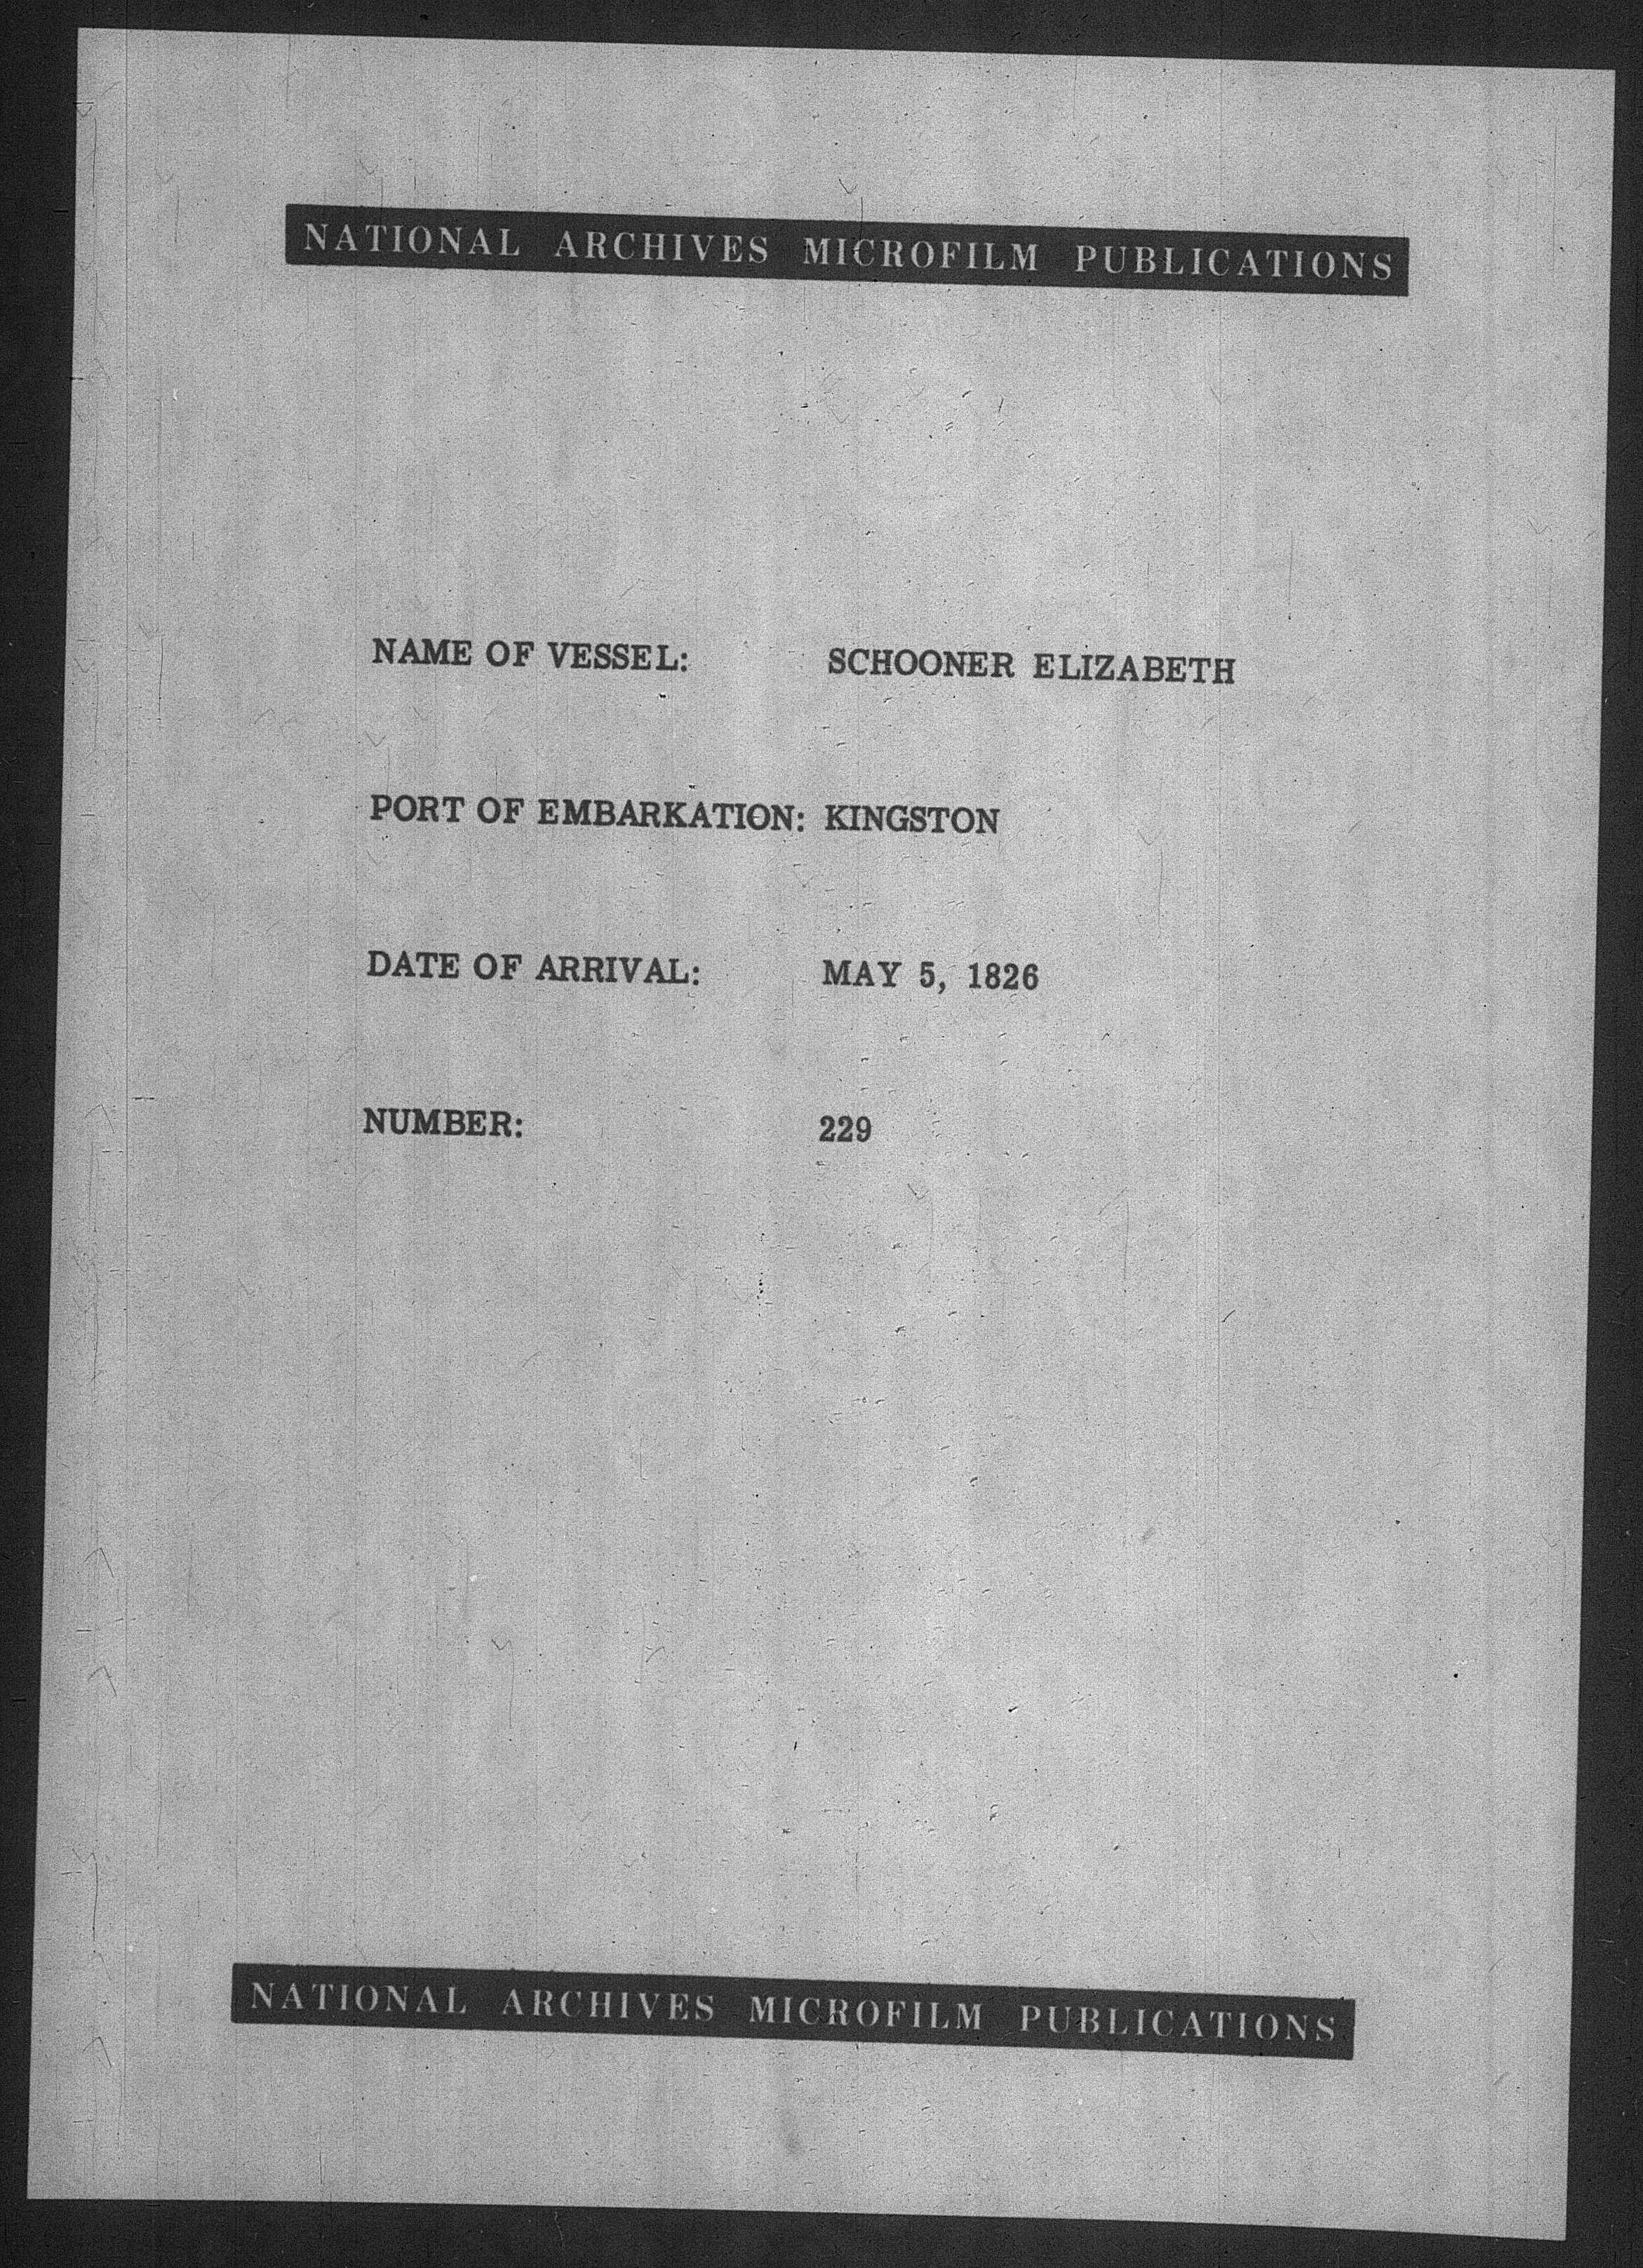 NATIONAL ARCHIVES MICROFILM PUBLICATIONS
NAME OF VESSEL: SCHOONER ELIZABETH
PORT OF EMBARKATION: KINGSTON
DATE OF ARRIVAL: MAY 5, 1826
NUMBER: 229
NATIONAL ARCHIVES MICROFILM PUBLICATIONS